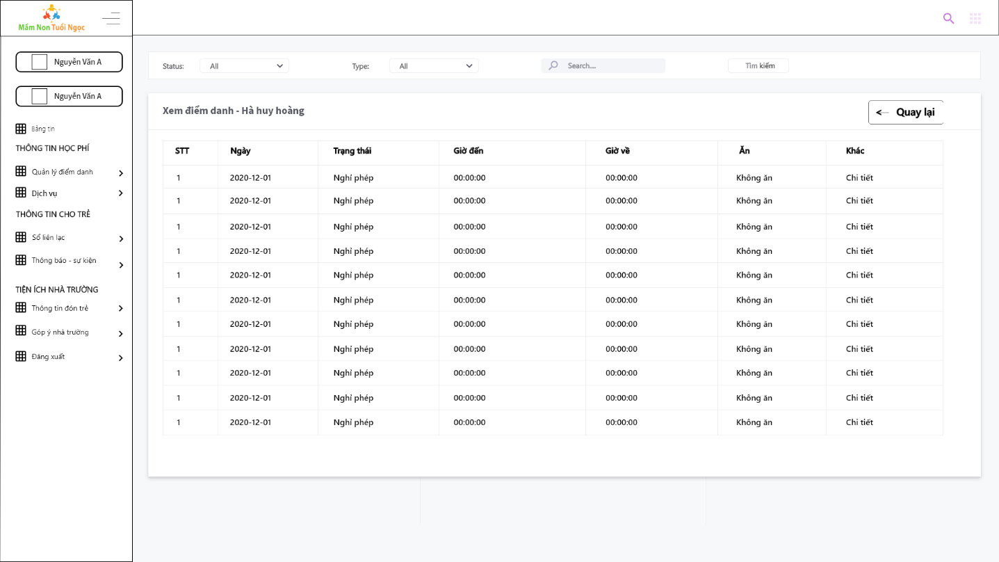 Mầm Non Tuổi Ngọc
Nguyễn Văn A
Nguyễn Văn A
Bảng tin
THÔNG TIN HỌC PHÍ
Quản lý điểm danh
Dịch vụ
THÔNG TIN CHO TRẺ
Sổ liên lạc
Thông báo - sự kiện
TIỆN ÍCH NHÀ TRƯỜNG
Thông tin đón trẻ
Góp ý nhà trường
Đăng xuất
Status: All Type: All Search.... Tìm kiếm
Xem điểm danh - Hà huy hoàng
Quay lại
STT Ngày Trạng thái Giờ đến Giờ về Ăn Khác
1 2020-12-01 Nghỉ phép 00:00:00 00:00:00 Không ăn Chi tiết
1 2020-12-01 Nghỉ phép 00:00:00 00:00:00 Không ăn Chi tiết
1 2020-12-01 Nghỉ phép 00:00:00 00:00:00 Không ăn Chi tiết
1 2020-12-01 Nghỉ phép 00:00:00 00:00:00 Không ăn Chi tiết
1 2020-12-01 Nghỉ phép 00:00:00 00:00:00 Không ăn Chi tiết
1 2020-12-01 Nghỉ phép 00:00:00 00:00:00 Không ăn Chi tiết
1 2020-12-01 Nghỉ phép 00:00:00 00:00:00 Không ăn Chi tiết
1 2020-12-01 Nghỉ phép 00:00:00 00:00:00 Không ăn Chi tiết
1 2020-12-01 Nghỉ phép 00:00:00 00:00:00 Không ăn Chi tiết
1 2020-12-01 Nghỉ phép 00:00:00 00:00:00 Không ăn Chi tiết
1 2020-12-01 Nghỉ phép 00:00:00 00:00:00 Không ăn Chi tiết